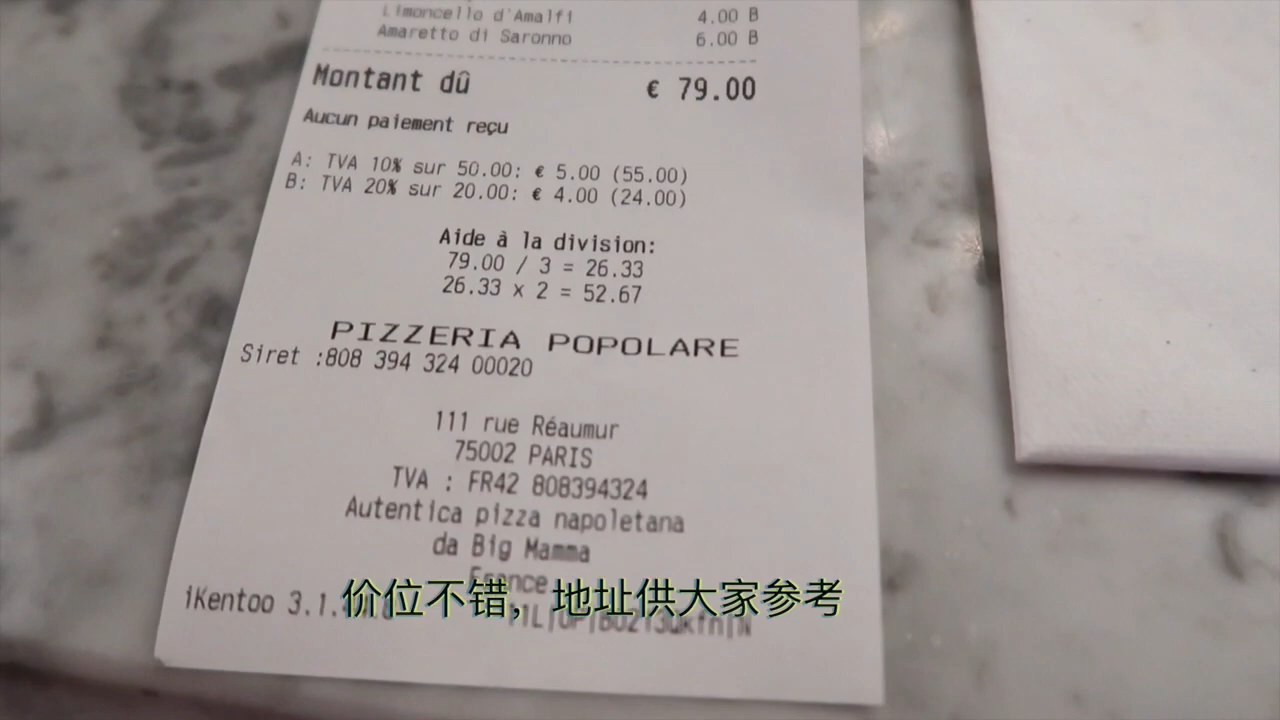 Limoncello d'Amalfi 4.00 B
Amaretto di Saronno 6.00 B
Montant dû € 79.00
Aucun paiement reçu
A: TVA 10% sur 50.00: € 5.00 (55.00)
B: TVA 20% sur 20.00: € 4.00 (24.00)
Aide à la division:
79.00 / 3 = 26.33
26.33 x 2 = 52.67
PIZZERIA POPOLARE
Siret :808 394 324 00020
111 rue Réaumur
75002 PARIS
TVA : FR42 808394324
Autentica pizza napoletana
da Big Mamma
France
iKentoo
价位不错，地址供大家参考